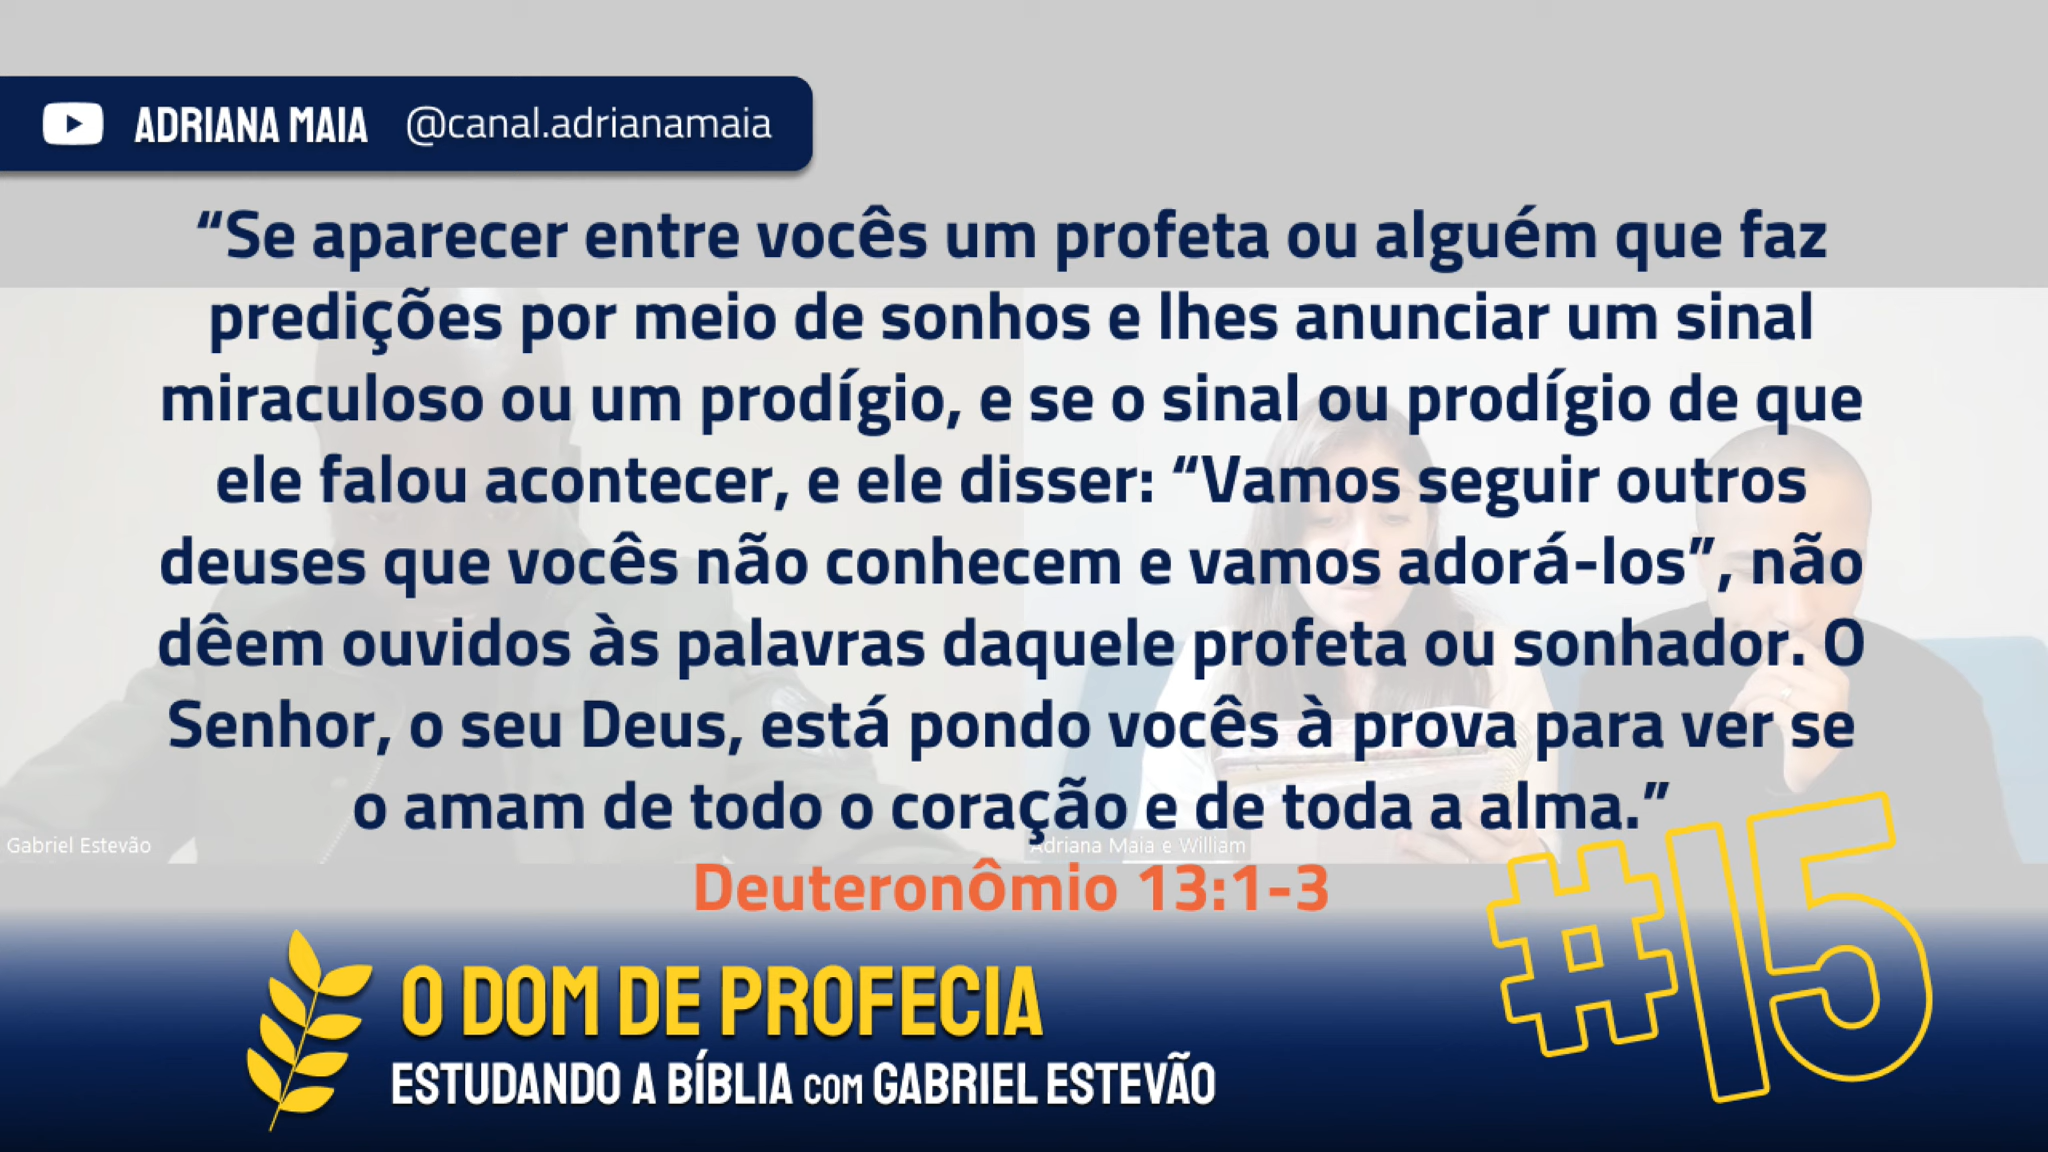 ADRIANA MAIA @canal.adrianamaia
“Se aparecer entre vocês um profeta ou alguém que faz
predições por meio de sonhos e lhes anunciar um sinal
miraculoso ou um prodígio, e se o sinal ou prodígio de que
ele falou acontecer, e ele disser: “Vamos seguir outros
deuses que vocês não conhecem e vamos adorá-los”, não
dêem ouvidos às palavras daquele profeta ou sonhador. O
Senhor, o seu Deus, está pondo vocês à prova para ver se
o amam de todo o coração e de toda a alma.”
Gabriel Estevão
Adriana Maia e William
Deuteronômio 13:1-3
#15
O DOM DE PROFECIA
ESTUDANDO A BÍBLIA COM GABRIEL ESTEVÃO